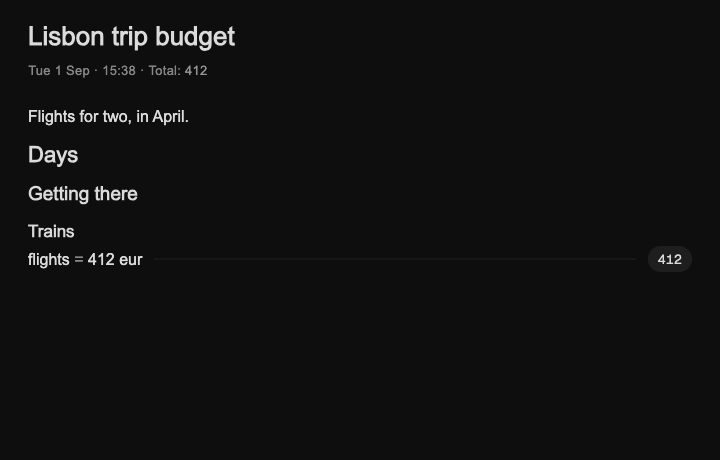 Lisbon trip budget
Tue 1 Sep · 15:38 · Total: 412
Flights for two, in April.
Days
Getting there
Trains
flights = 412 eur 412